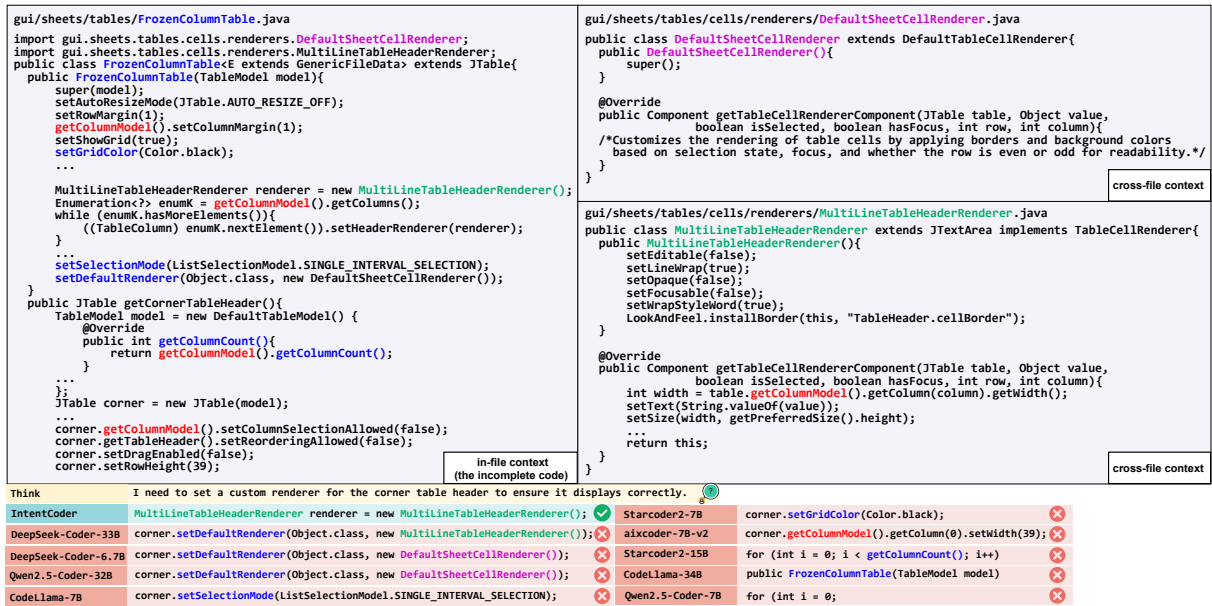 gui/sheets/tables/FrozenColumnTable.java
import gui.sheets.tables.cells.renderers.DefaultSheetCellRenderer;
import gui.sheets.tables.cells.renderers.MultiLineTableHeaderRenderer;
public class FrozenColumnTable<E extends GenericFileData> extends JTable{
public FrozenColumnTable(TableModel model){
super(model);
setAutoResizeMode(JTable.AUTO_RESIZE_OFF);
setRowMargin(1);
getColumnModel().setColumnMargin(1);
setShowGrid(true);
setGridColor(Color.black);
...
MultiLineTableHeaderRenderer renderer = new MultiLineTableHeaderRenderer();
Enumeration<?> enumK = getColumnModel().getColumns();
while (enumK.hasMoreElements()){
((TableColumn) enumK.nextElement()).setHeaderRenderer(renderer);
}
...
setSelectionMode(ListSelectionModel.SINGLE_INTERVAL_SELECTION);
setDefaultRenderer(Object.class, new DefaultSheetCellRenderer());
}
public JTable getCornerTableHeader(){
TableModel model = new DefaultTableModel() {
@Override
public int getColumnCount(){
return getColumnModel().getColumnCount();
}
...
};
JTable corner = new JTable(model);
...
corner.getColumnModel().setColumnSelectionAllowed(false);
corner.getTableHeader().setReorderingAllowed(false);
corner.setDragEnabled(false);
corner.setRowHeight(39);
in-file context
(the incomplete code)
gui/sheets/tables/cells/renderers/DefaultSheetCellRenderer.java
public class DefaultSheetCellRenderer extends DefaultTableCellRenderer{
public DefaultSheetCellRenderer(){
super();
}
@Override
public Component getTableCellRendererComponent(JTable table, Object value,
boolean isSelected, boolean hasFocus, int row, int column){
/*Customizes the rendering of table cells by applying borders and background colors
based on selection state, focus, and whether the row is even or odd for readability.*/
}
}
cross-file context
gui/sheets/tables/cells/renderers/MultiLineTableHeaderRenderer.java
public class MultiLineTableHeaderRenderer extends JTextArea implements TableCellRenderer{
public MultiLineTableHeaderRenderer(){
setEditable(false);
setLineWrap(true);
setOpaque(false);
setFocusable(false);
setWrapStyleWord(true);
LookAndFeel.installBorder(this, "TableHeader.cellBorder");
}
@Override
public Component getTableCellRendererComponent(JTable table, Object value,
boolean isSelected, boolean hasFocus, int row, int column){
int width = table.getColumnModel().getColumn(column).getWidth();
setText(String.valueOf(value));
setSize(width, getPreferredSize().height);
...
return this;
}
}
cross-file context
Think I need to set a custom renderer for the corner table header to ensure it displays correctly. ?
IntentCoder MultiLineTableHeaderRenderer renderer = new MultiLineTableHeaderRenderer();
DeepSeek-Coder-33B corner.setDefaultRenderer(Object.class, new MultiLineTableHeaderRenderer());
DeepSeek-Coder-6.7B corner.setDefaultRenderer(Object.class, new DefaultSheetCellRenderer());
Qwen2.5-Coder-32B corner.setDefaultRenderer(Object.class, new DefaultSheetCellRenderer());
CodeLlama-7B corner.setSelectionMode(ListSelectionModel.SINGLE_INTERVAL_SELECTION);
Starcoder2-7B corner.setGridColor(Color.black);
aixcoder-7B-v2 corner.getColumnModel().getColumn(0).setWidth(39);
Starcoder2-15B for (int i = 0; i < getColumnCount(); i++)
CodeLlama-34B public FrozenColumnTable(TableModel model)
Qwen2.5-Coder-7B for (int i = 0;